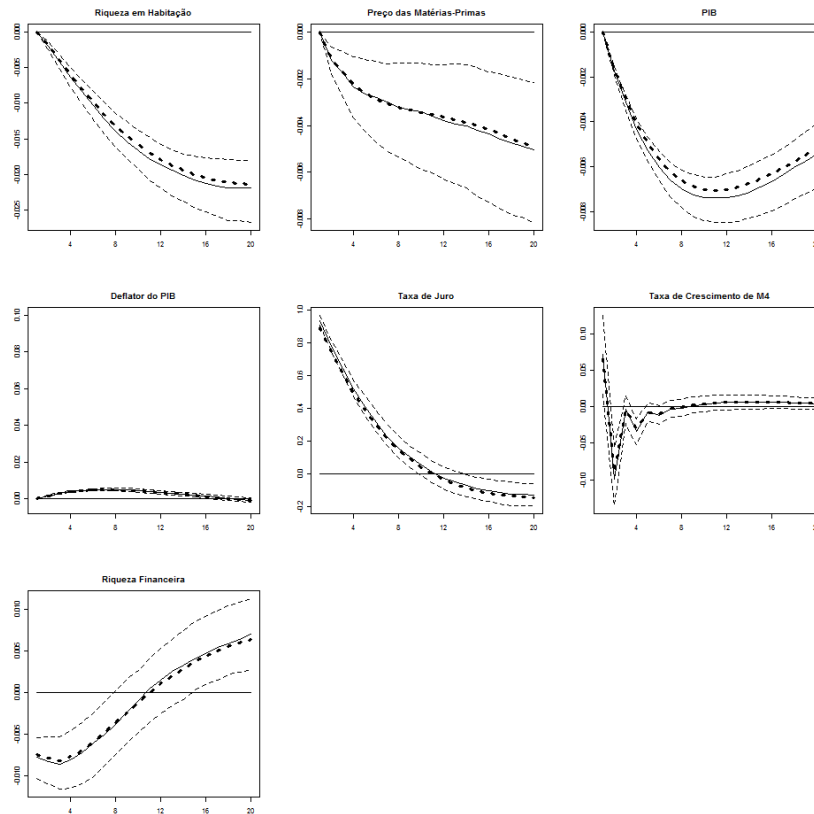 Riqueza em Habitação
0.000
-0.005
-0.010
-0.015
-0.020
-0.025
4 8 12 16 20
Preço das Matérias-Primas
0.000
-0.002
-0.004
-0.006
-0.008
4 8 12 16 20
PIB
0.000
-0.002
-0.004
-0.006
-0.008
4 8 12 16
Deflator do PIB
0.10
0.08
0.06
0.04
0.02
0.00
4 8 12 16 20
Taxa de Juro
1.0
0.8
0.6
0.4
0.2
0.0
-0.2
4 8 12 16 20
Taxa de Crescimento de M4
0.10
0.05
0.00
-0.05
-0.10
4 8 12 16
Riqueza Financeira
0.010
0.005
0.000
-0.005
-0.010
4 8 12 16 20